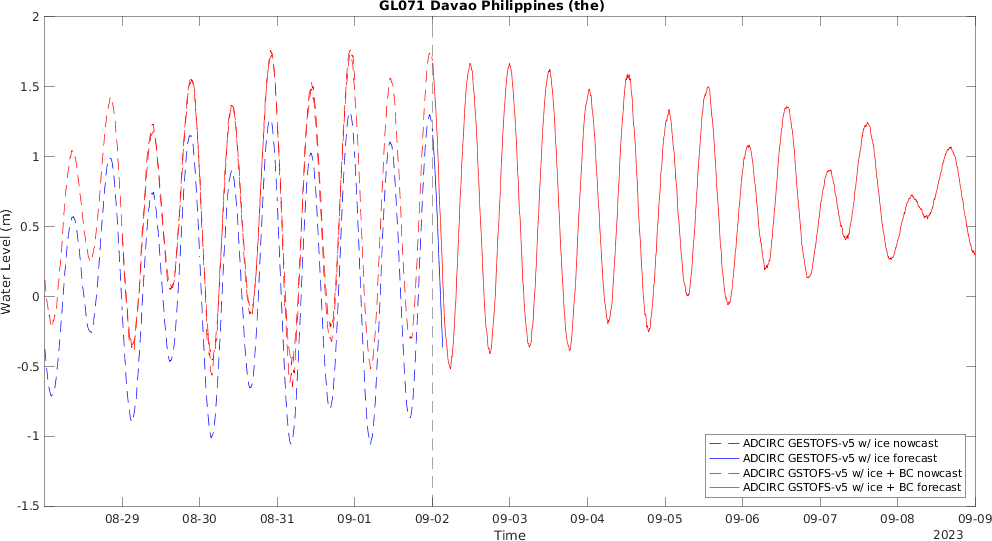 GL071 Davao Philippines (the)
2
1.5
1
0.5
0
-0.5
-1
-1.5
Water Level (m)
ADCIRC GESTOFS-v5 w/ ice nowcast
ADCIRC GESTOFS-v5 w/ ice forecast
ADCIRC GSTOFS-v5 w/ ice + BC nowcast
ADCIRC GSTOFS-v5 w/ ice + BC forecast
08-29 08-30 08-31 09-01 09-02 09-03 09-04 09-05 09-06 09-07 09-08 09-09
Time
2023